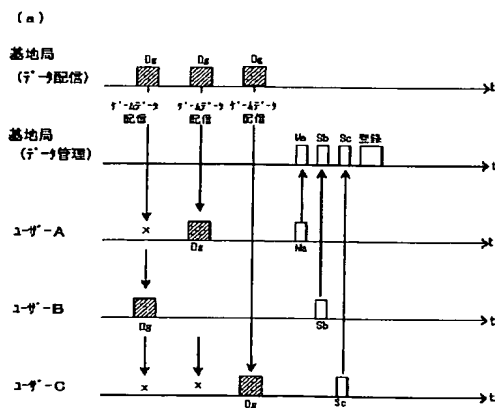 (a)
Dg Dg Dg
基地局
(データ配信)
t
ゲームデータ ゲームデータ ゲームデータ
配信 配信 配信
基地局
(データ管理)
Ma Sb Sc 登録
t
ユーザーA
×
Dg
Ma
t
ユーザーB
Dg
Sb
t
ユーザーC
× ×
Dg
Sc
t